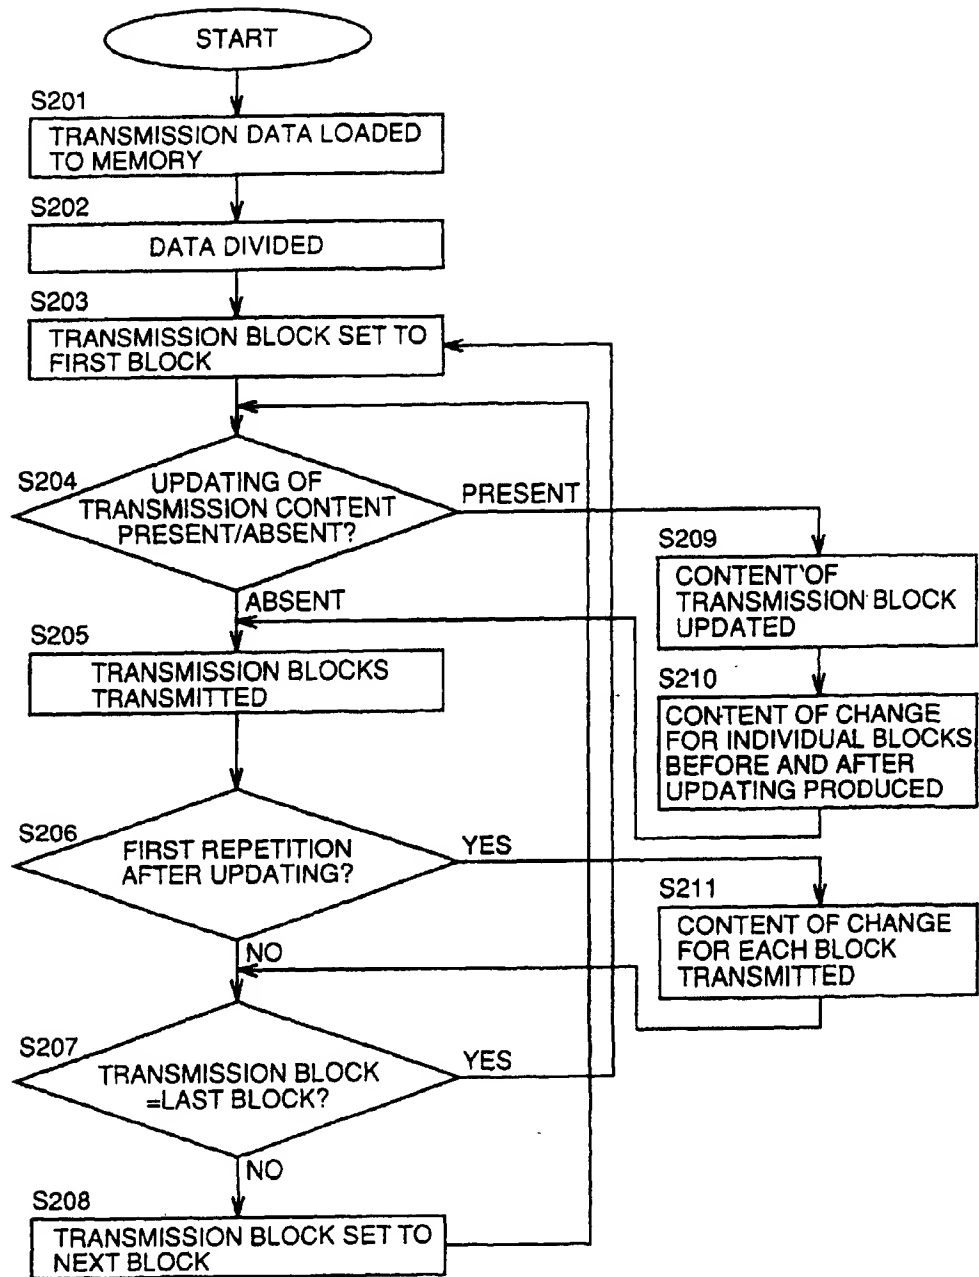 START
S201
TRANSMISSION DATA LOADED
TO MEMORY
S202
DATA DIVIDED
S203
TRANSMISSION BLOCK SET TO
FIRST BLOCK
S204
UPDATING OF
TRANSMISSION CONTENT
PRESENT/ABSENT?
PRESENT
ABSENT
S209
CONTENT OF
TRANSMISSION BLOCK
UPDATED
S210
CONTENT OF CHANGE
FOR INDIVIDUAL BLOCKS
BEFORE AND AFTER
UPDATING PRODUCED
S205
TRANSMISSION BLOCKS
TRANSMITTED
S206
FIRST REPETITION
AFTER UPDATING?
YES
NO
S211
CONTENT OF CHANGE
FOR EACH BLOCK
TRANSMITTED
S207
TRANSMISSION BLOCK
=LAST BLOCK?
YES
NO
S208
TRANSMISSION BLOCK SET TO
NEXT BLOCK